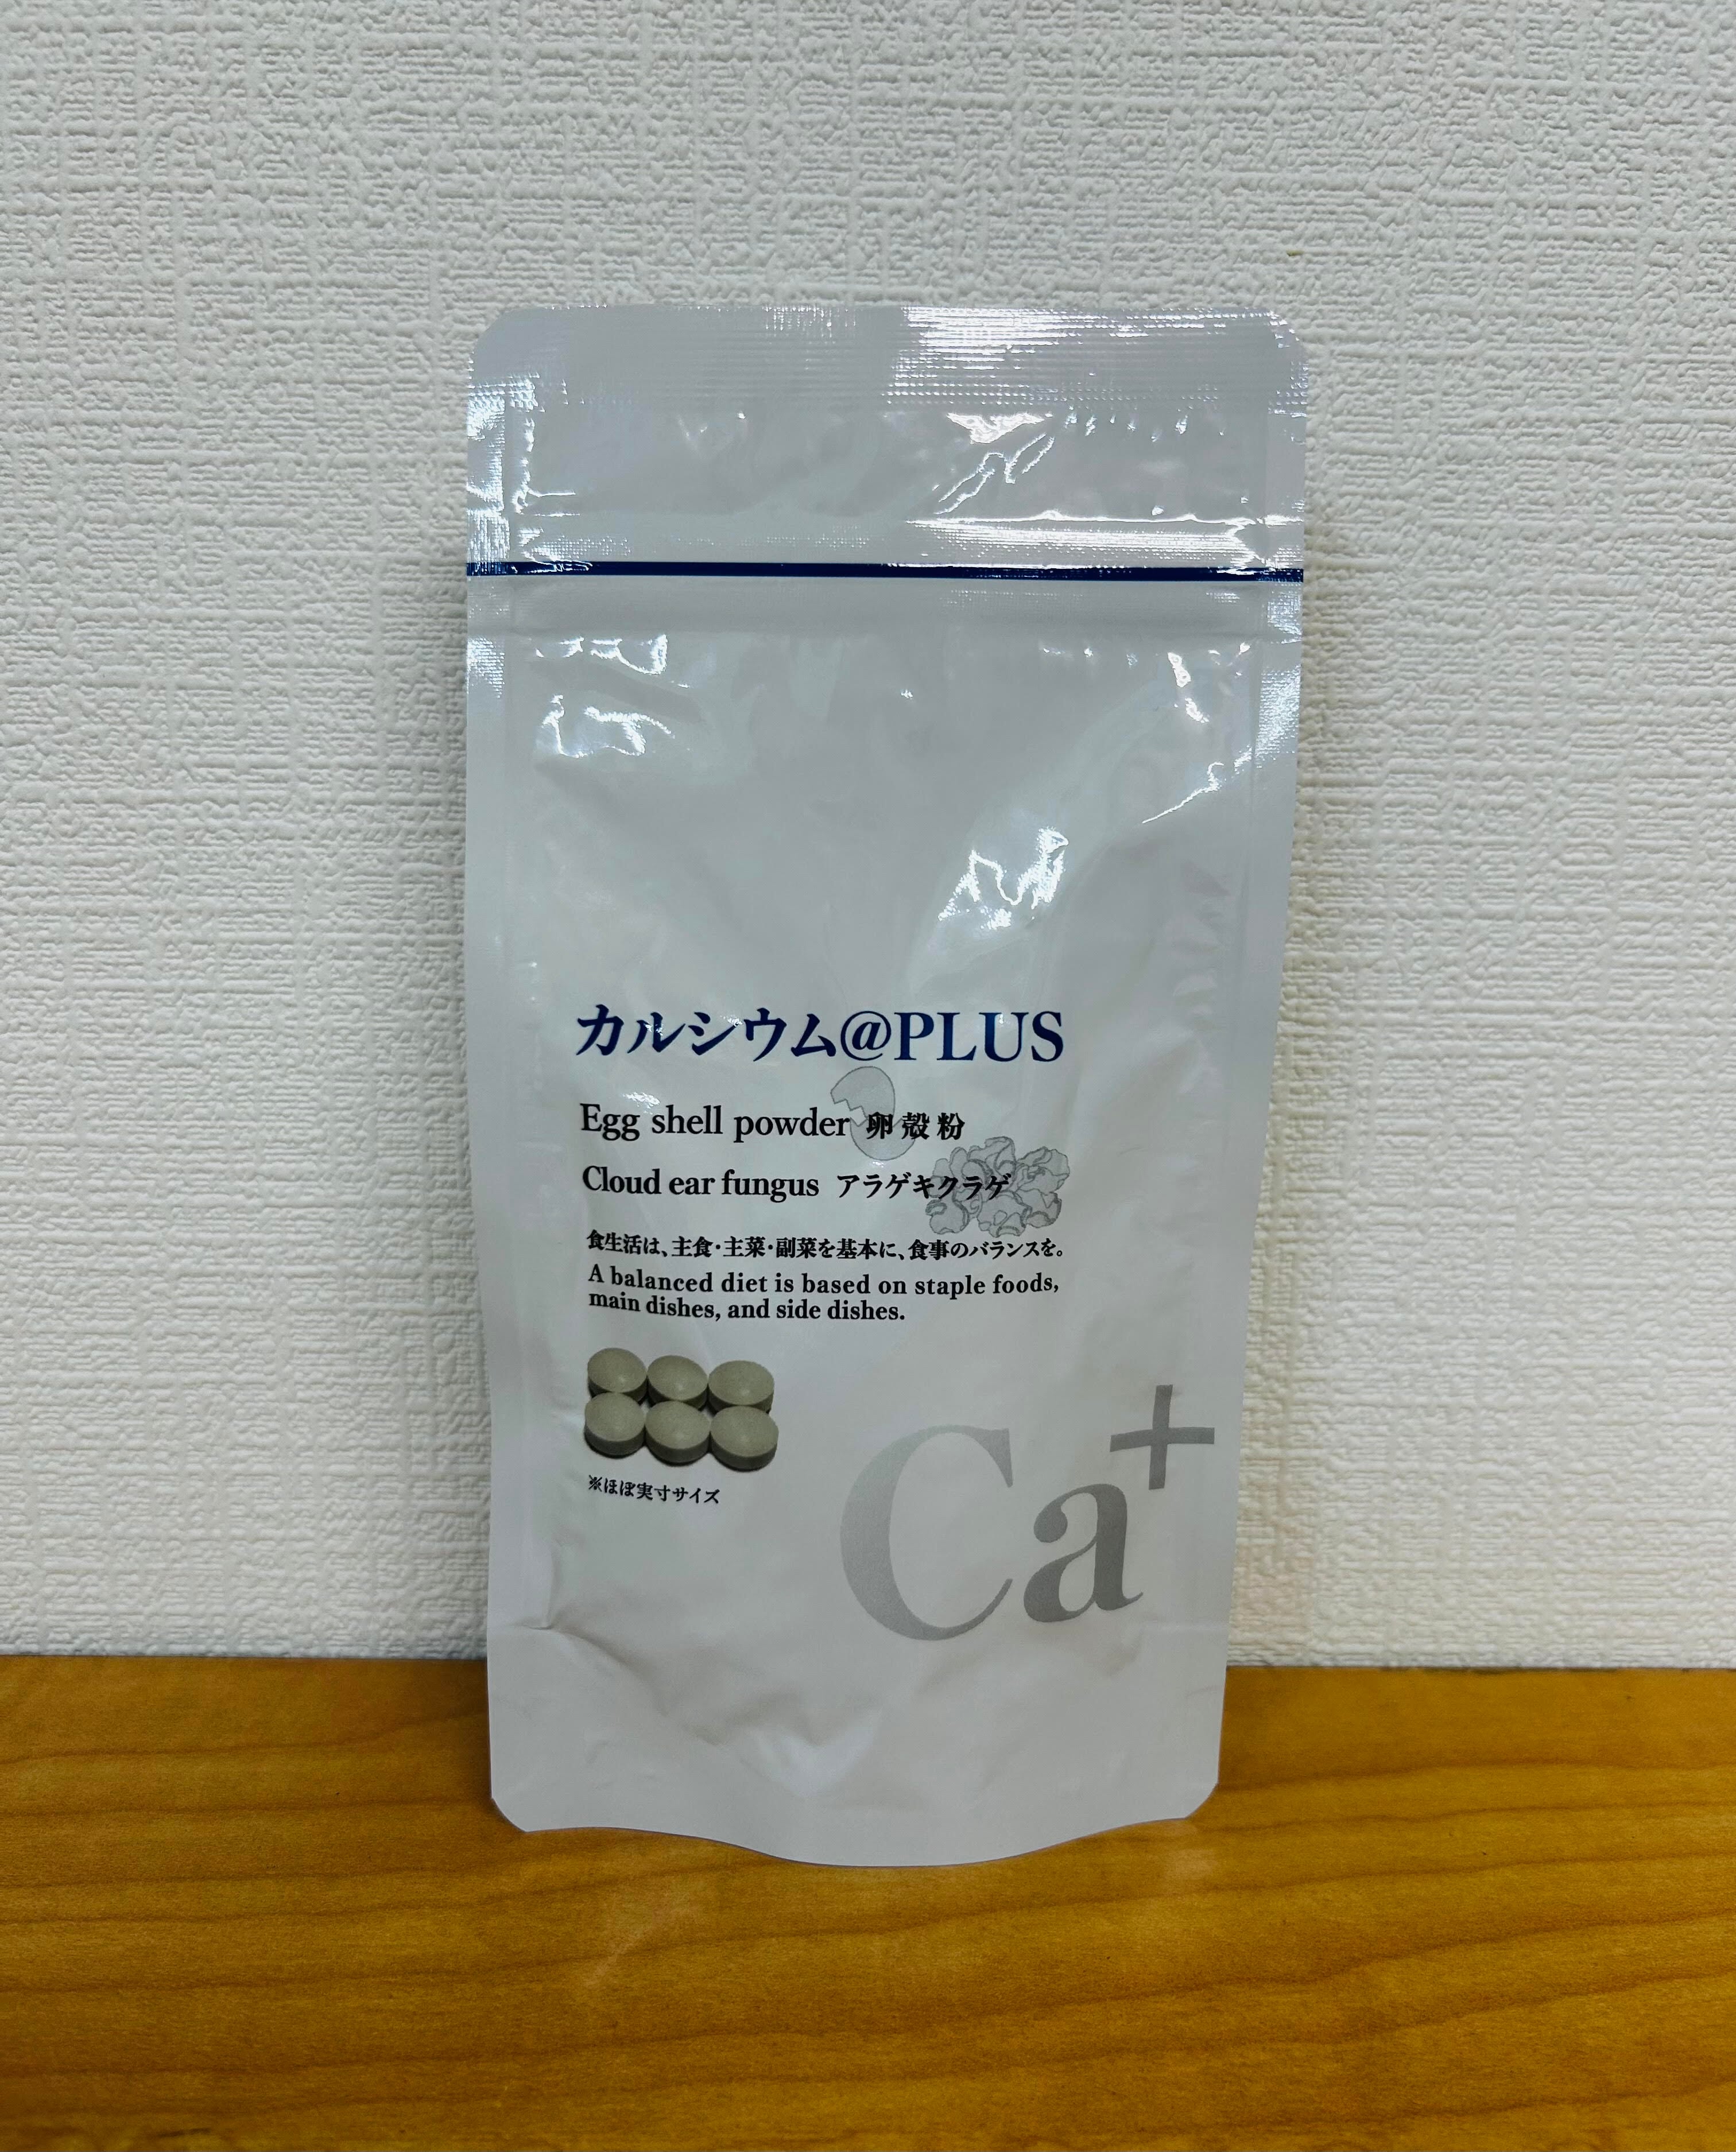 カルシウム@PLUS
Egg shell powder 卵殻粉
Cloud ear fungus アラゲキクラゲ
食生活は、主食・主菜・副菜を基本に、食事のバランスを。
A balanced diet is based on staple foods,
main dishes, and side dishes.
※ほぼ実寸サイズ
Ca+